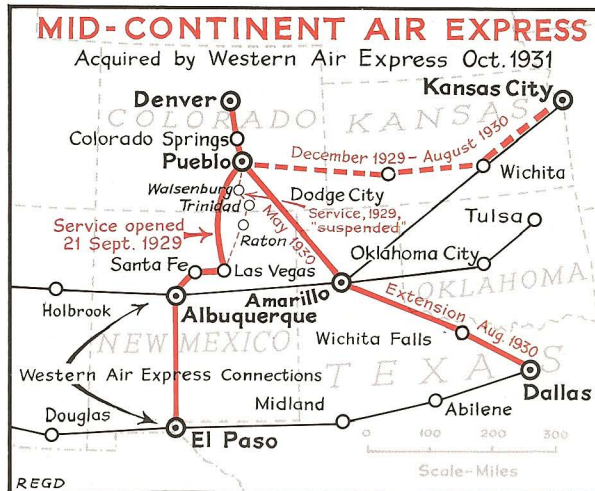 MID-CONTINENT AIR EXPRESS
Acquired by Western Air Express Oct. 1931
Denver
Kansas City
COLORADO
KANSAS
Colorado Springs
Pueblo
December 1929-August 1930
Wichita
Walsenburg
Dodge City
Trinidad
Service, 1929,
"suspended"
Tulsa
Service opened
21 Sept. 1929
May 1930
Raton
Oklahoma City
Santa Fe
Las Vegas
Amarillo
OKLAHOMA
Holbrook
Albuquerque
Extension Aug. 1930
NEW MEXICO
Wichita Falls
TEXAS
Western Air Express Connections
Dallas
Douglas
Midland
Abilene
El Paso
0 100 200 300
Scale-Miles
REGD